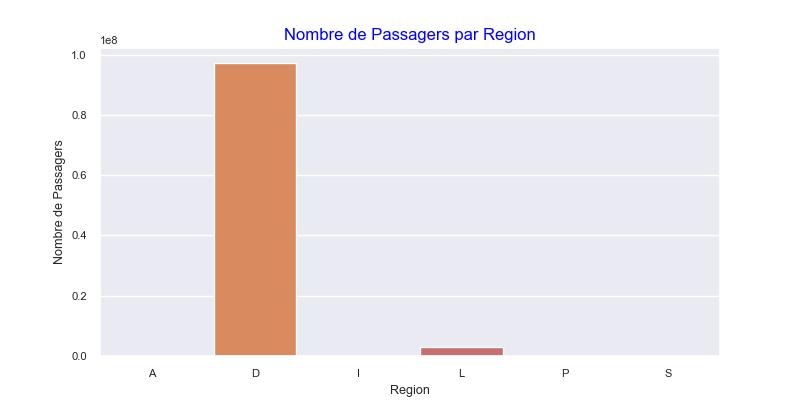 Nombre de Passagers par Region
1e8
1.0
0.8
0.6
0.4
0.2
0.0
Nombre de Passagers
A D I L P S
Region